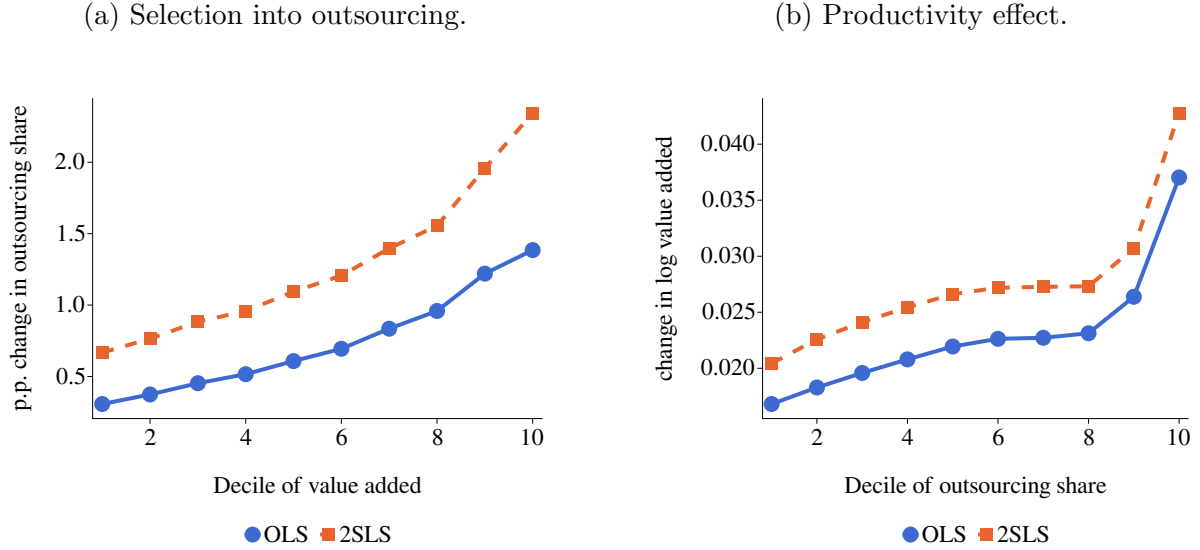 (a) Selection into outsourcing.
p.p. change in outsourcing share
2.0
1.5
1.0
0.5
2 4 6 8 10
Decile of value added
OLS 2SLS
(b) Productivity effect.
change in log value added
0.040
0.035
0.030
0.025
0.020
2 4 6 8 10
Decile of outsourcing share
OLS 2SLS